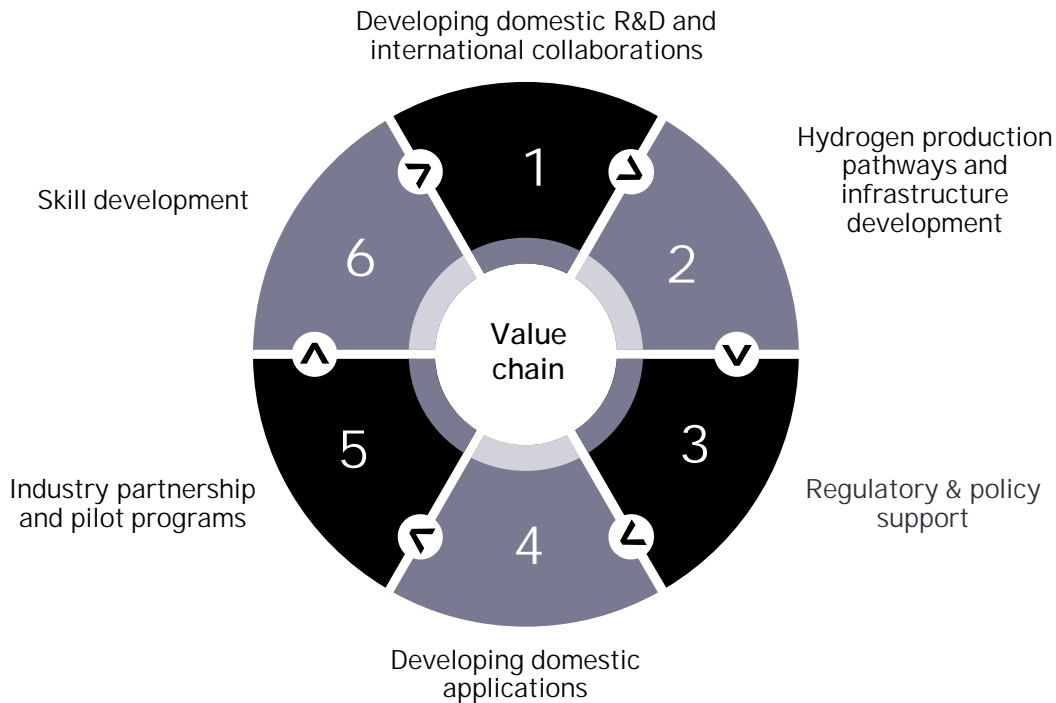 Developing domestic R&D and
international collaborations
1
Hydrogen production
pathways and
infrastructure
development
2
Skill development
6
Value
chain
3
Regulatory & policy
support
5
Industry partnership
and pilot programs
4
Developing domestic
applications